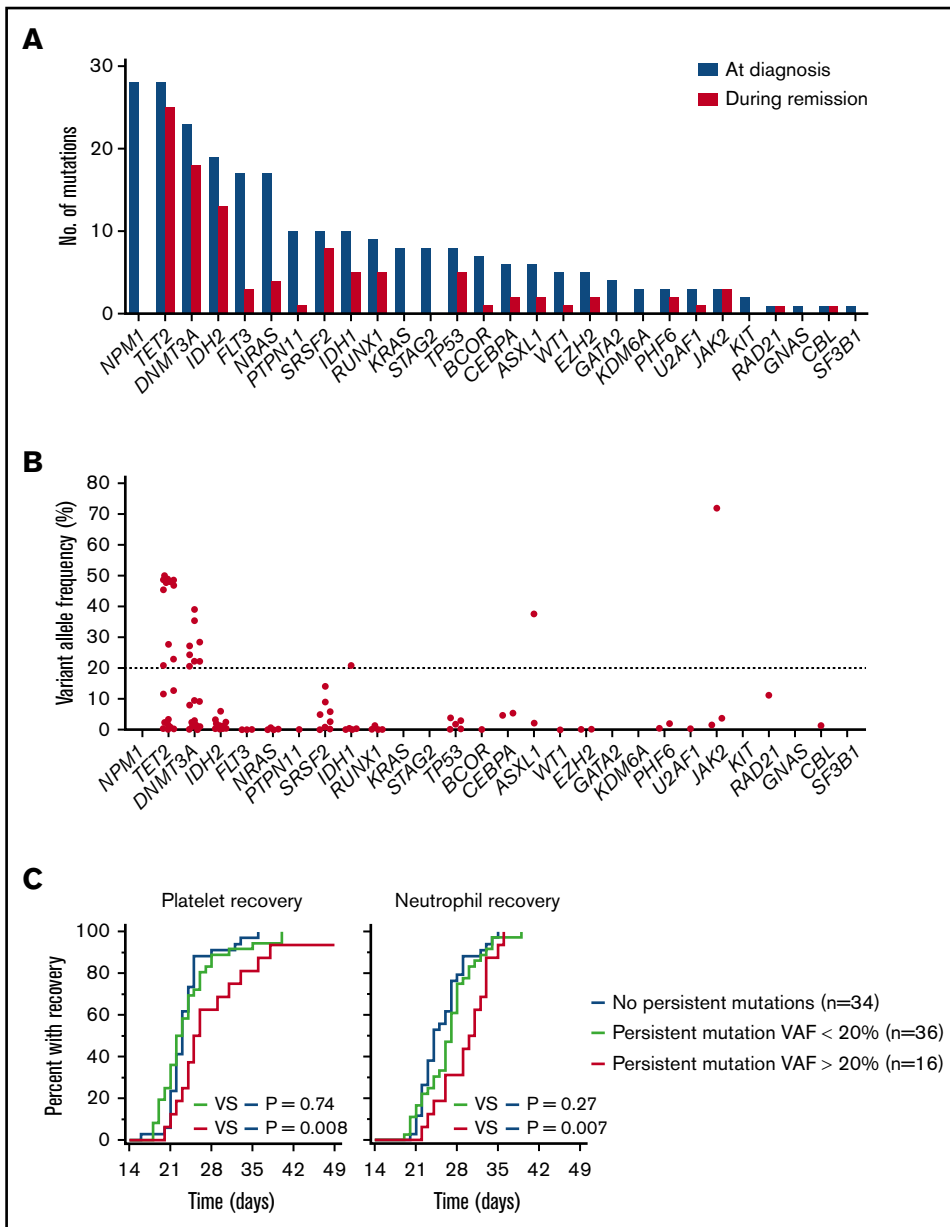 A
30
20
10
0
No. of mutations
At diagnosis
During remission
NPM1
TET2
DNMT3A
IDH2
FLT3
NRAS
PTPN11
SRSF2
IDH1
RUNX1
KRAS
STAG2
TP53
BCOR
CEBPA
ASXL1
WT1
EZH2
GATA2
KDM6A
PHF6
U2AF1
JAK2
KIT
RAD21
GNAS
CBL
SF3B1
B
80
70
60
50
40
30
20
10
0
Variant allele frequency (%)
NPM1
TET2
DNMT3A
IDH2
FLT3
NRAS
PTPN11
SRSF2
IDH1
RUNX1
KRAS
STAG2
TP53
BCOR
CEBPA
ASXL1
WT1
EZH2
GATA2
KDM6A
PHF6
U2AF1
JAK2
KIT
RAD21
GNAS
CBL
SF3B1
C
Platelet recovery
Neutrophil recovery
100
80
60
40
20
0
Percent with recovery
VS P = 0.74
VS P = 0.008
VS P = 0.27
VS P = 0.007
14 21 28 35 42 49
14 21 28 35 42 49
Time (days)
Time (days)
No persistent mutations (n=34)
Persistent mutation VAF < 20% (n=36)
Persistent mutation VAF > 20% (n=16)